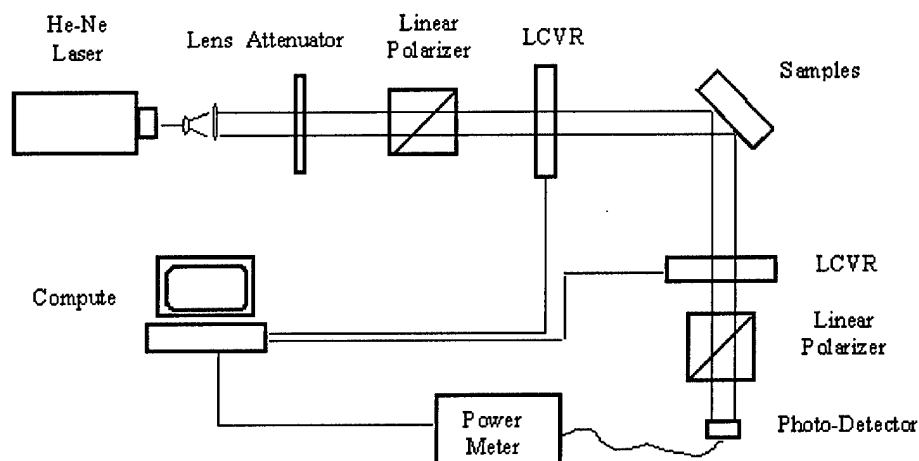 He-Ne
Laser
Lens Attenuator
Linear
Polarizer
LCVR
Samples
LCVR
Compute
Linear
Polarizer
Power
Meter
Photo-Detector